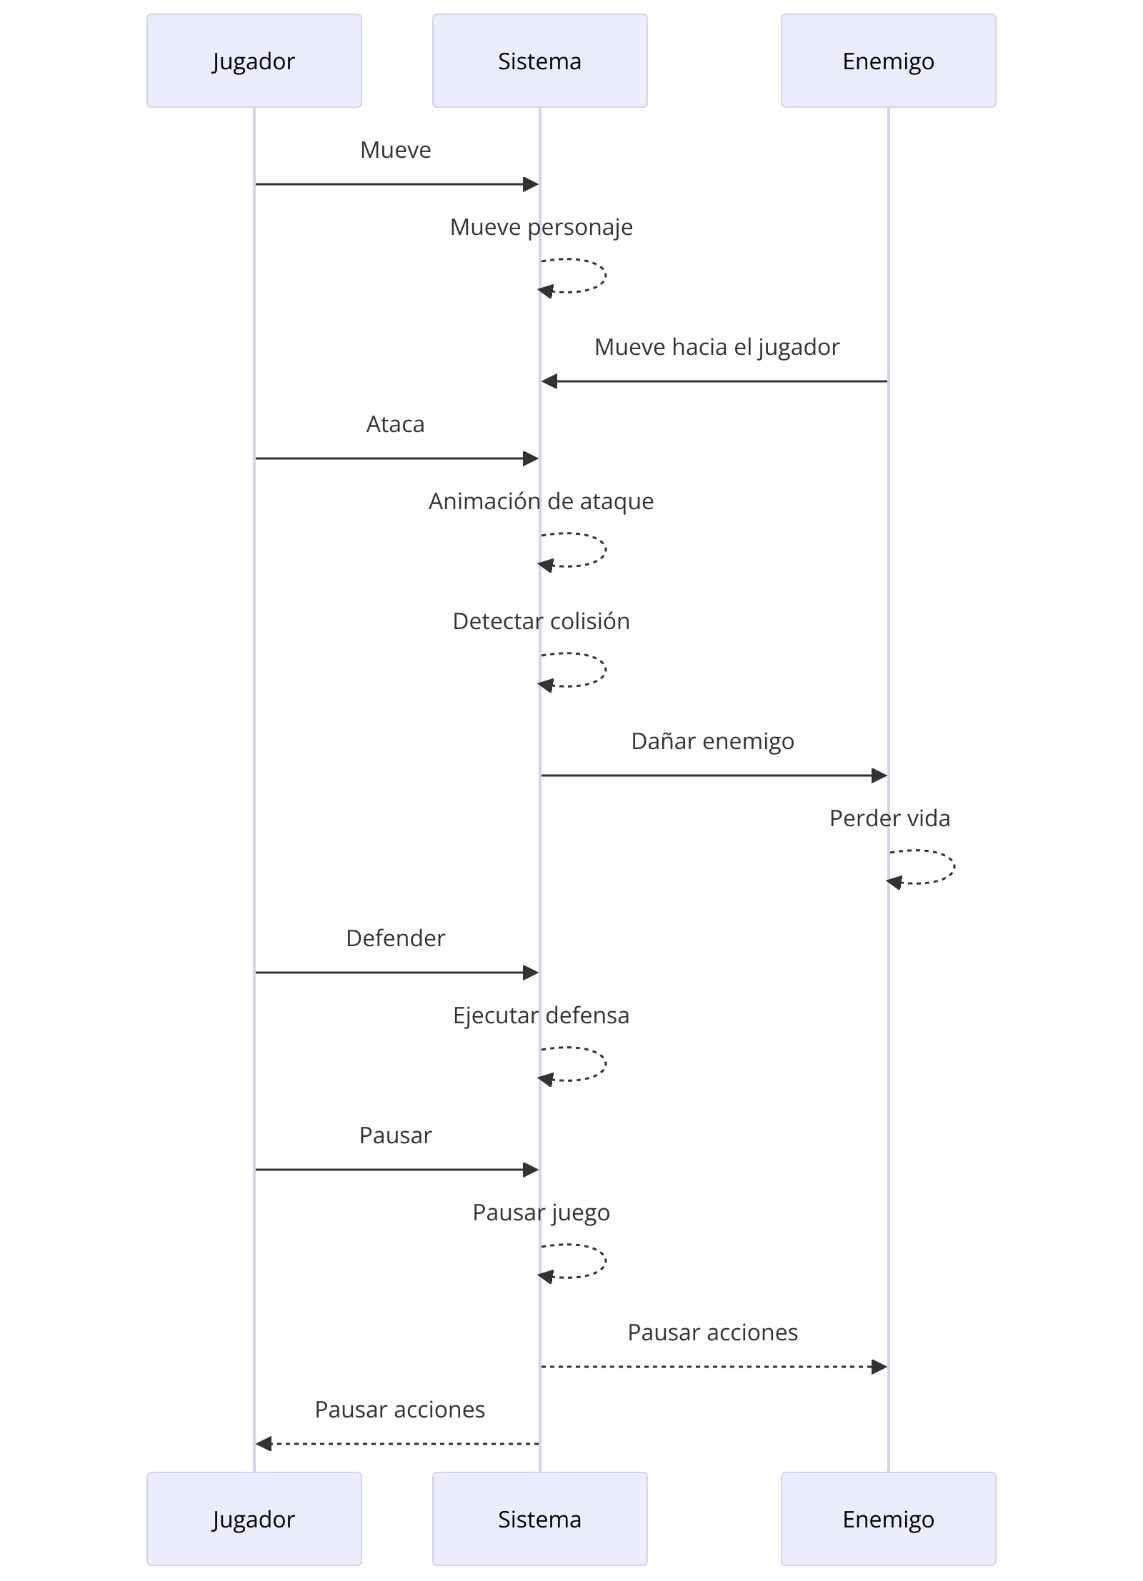 Jugador
Sistema
Enemigo
Mueve
Mueve personaje
Mueve hacia el jugador
Ataca
Animación de ataque
Detectar colisión
Dañar enemigo
Perder vida
Defender
Ejecutar defensa
Pausar
Pausar juego
Pausar acciones
Pausar acciones
Jugador
Sistema
Enemigo